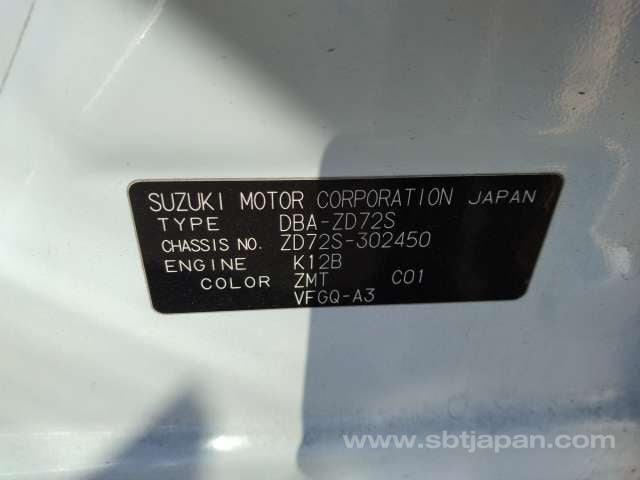 SUZUKI MOTOR CORPORATION JAPAN
TYPE DBA-ZD72S
CHASSIS NO. ZD72S-302450
ENGINE K12B
COLOR ZMT C01
VFGQ-A3
www.sbtjapan.com